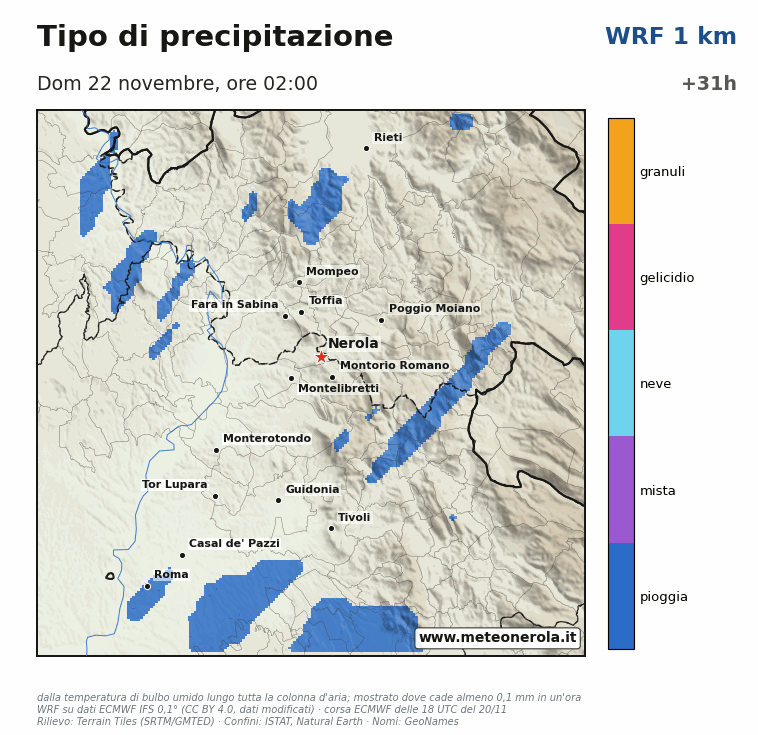 Tipo di precipitazione
WRF 1 km
Dom 22 novembre, ore 02:00
+31h
Rieti
Mompeo
Toffia
Fara in Sabina
Poggio Moiano
Nerola
Montorio Romano
Montelibretti
Monterotondo
Tor Lupara
Guidonia
Tivoli
Casal de' Pazzi
Roma
www.meteonerola.it
granuli
gelicidio
neve
mista
pioggia
dalla temperatura di bulbo umido lungo tutta la colonna d'aria; mostrato dove cade almeno 0,1 mm in un'ora
WRF su dati ECMWF IFS 0,1° (CC BY 4.0, dati modificati) · corsa ECMWF delle 18 UTC del 20/11
Rilievo: Terrain Tiles (SRTM/GMTED) · Confini: ISTAT, Natural Earth · Nomi: GeoNames